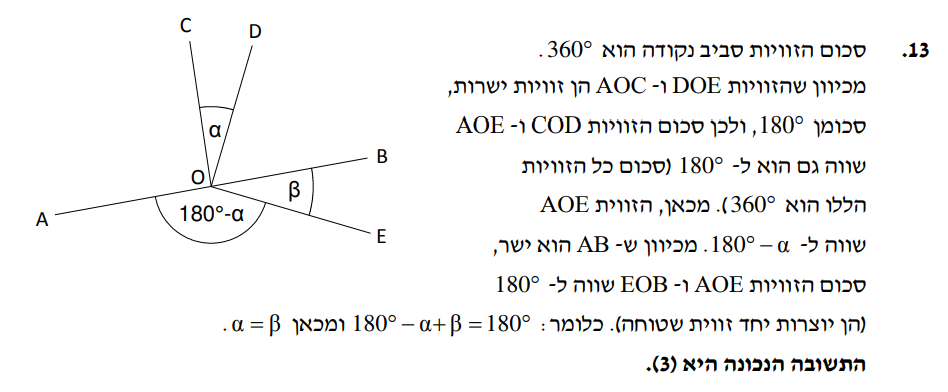 13. סכום הזוויות סביב נקודה הוא 360°.
מכיוון שהזוויות DOE ו- AOC הן זוויות ישרות,
סכומן 180°, ולכן סכום הזוויות COD ו- AOE
שווה גם הוא ל- 180° (סכום כל הזוויות
הללו הוא 360°). מכאן, הזווית AOE
שווה ל- 180° – α. מכיוון ש- AB הוא ישר,
סכום הזוויות AOE ו- EOB שווה ל- 180°
(הן יוצרות יחד זווית שטוחה). כלומר: 180° – α + β = 180° ומכאן α = β.
התשובה הנכונה היא (3).
C
D
α
B
O
β
A
180°-α
E